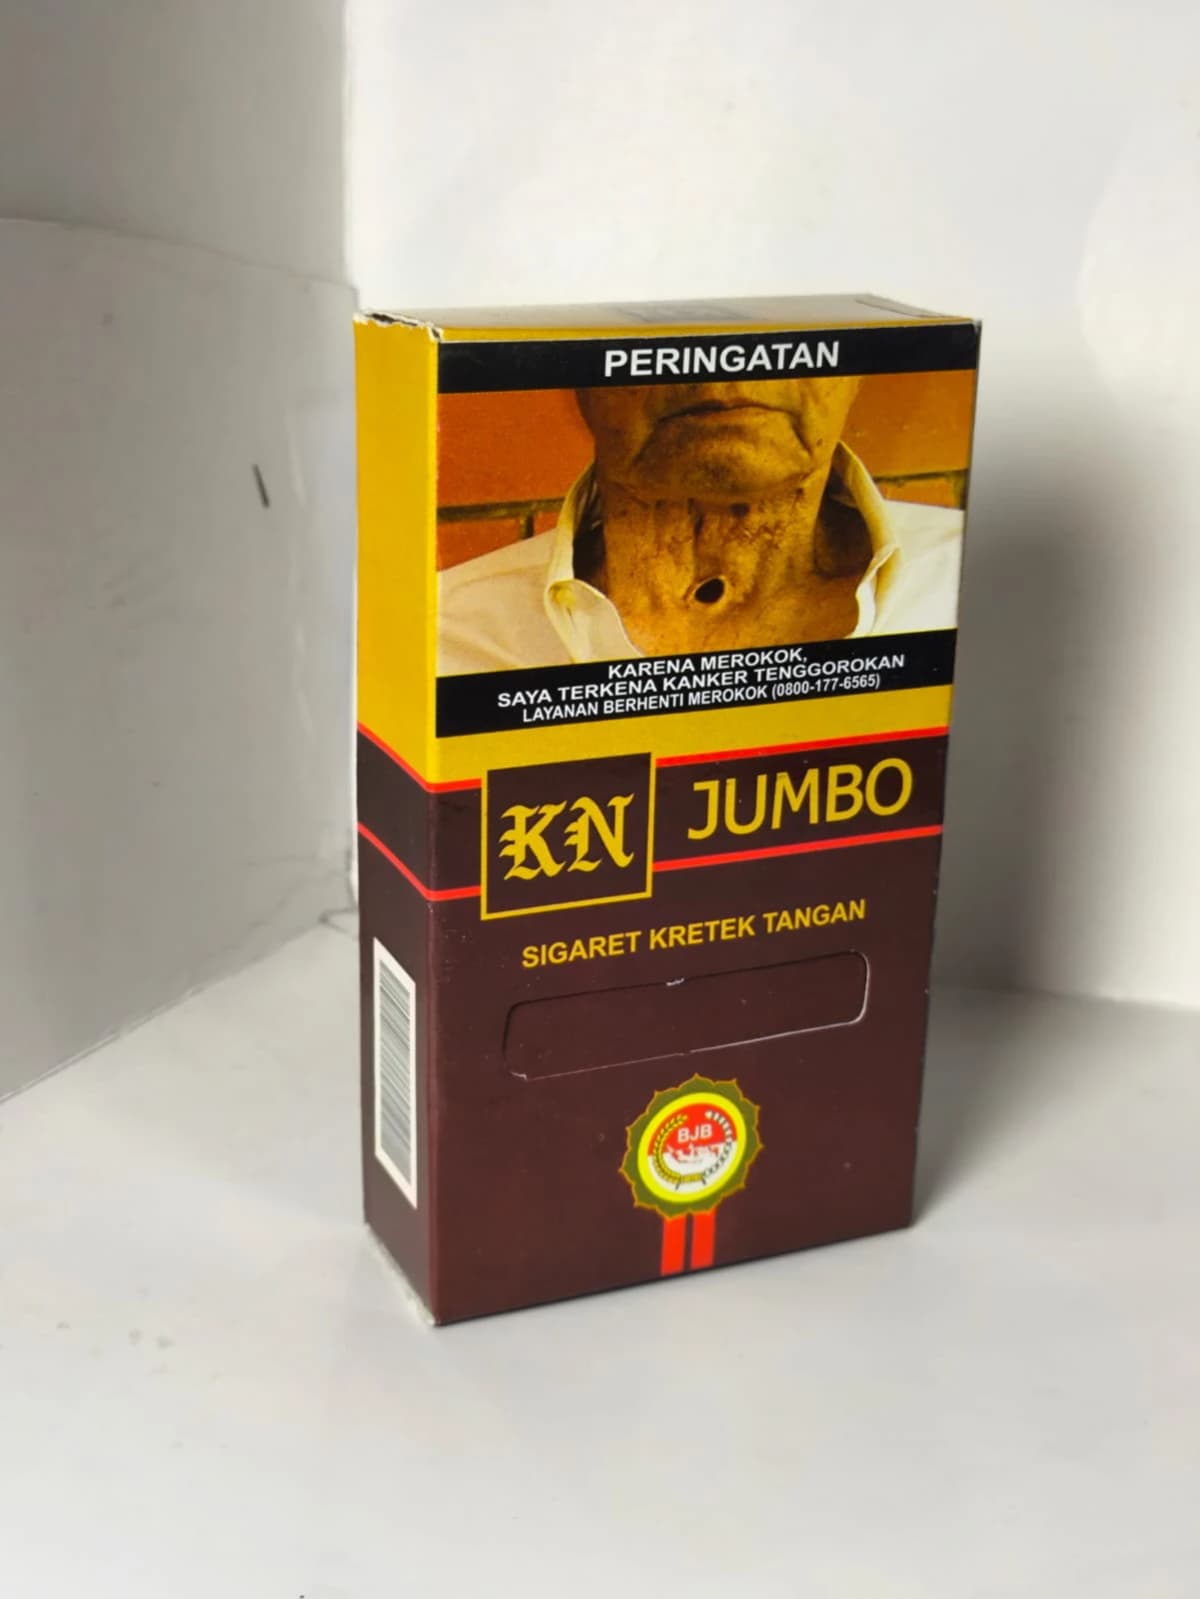 PERINGATAN
KARENA MEROKOK,
SAYA TERKENA KANKER TENGGOROKAN
LAYANAN BERHENTI MEROKOK (0800-177-6565)
KN JUMBO
SIGARET KRETEK TANGAN
BJB